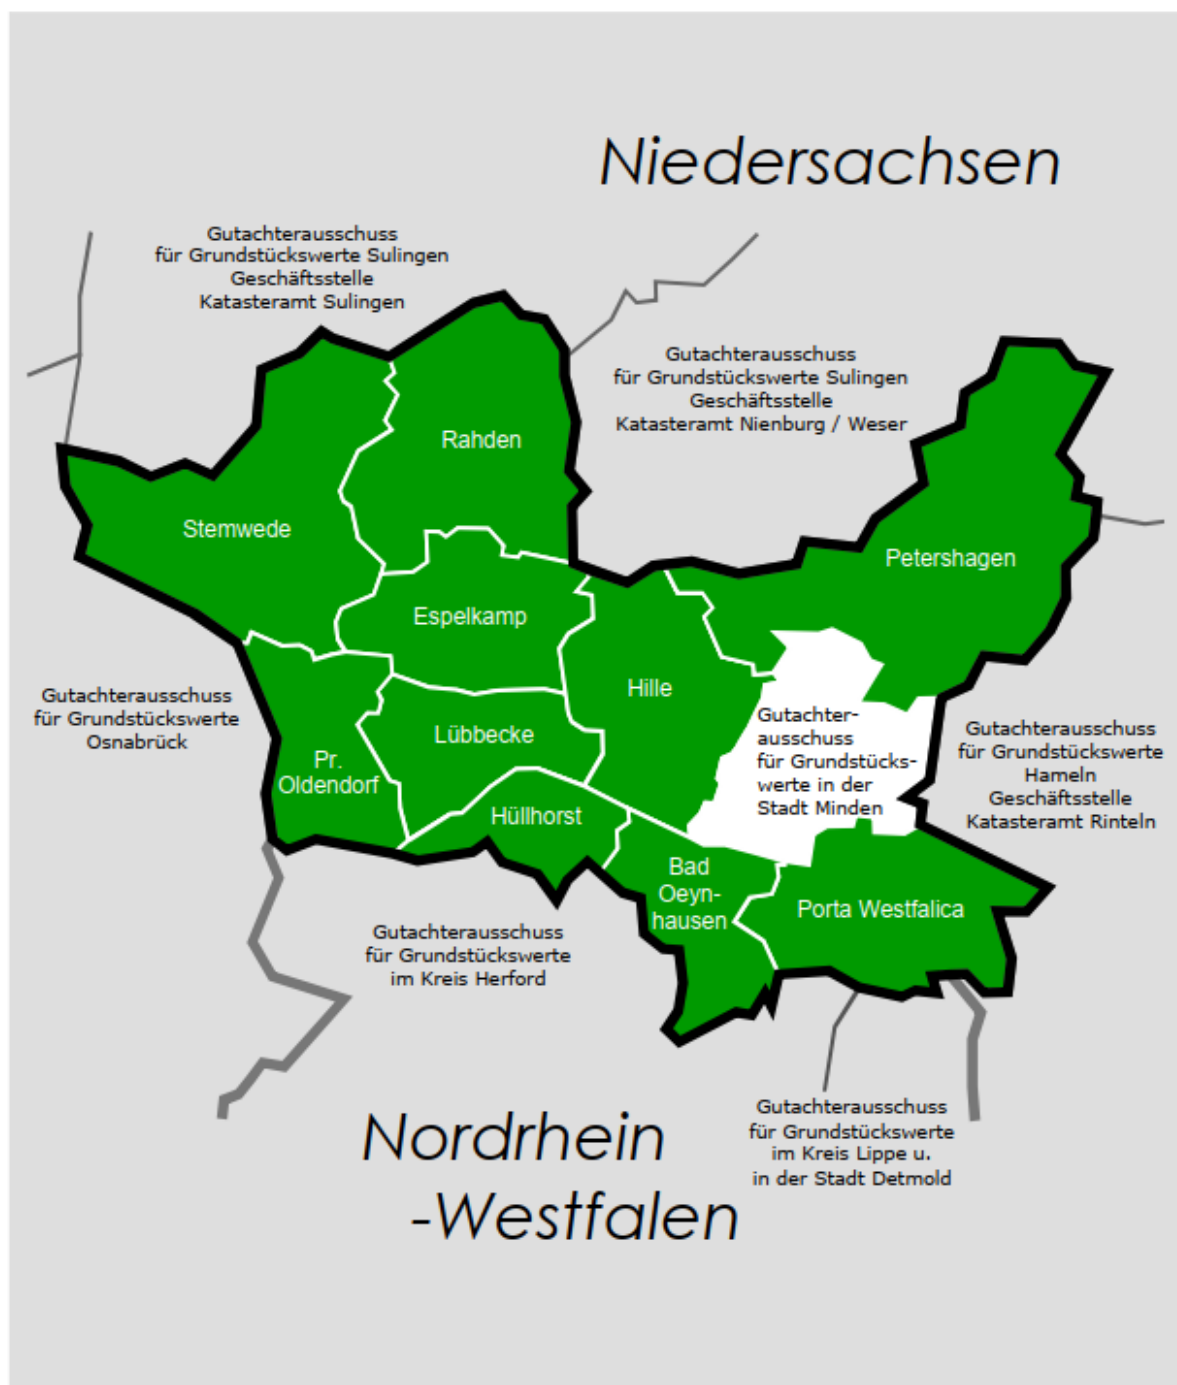 Niedersachsen
Gutachterausschuss
für Grundstückswerte Sulingen
Geschäftsstelle
Katasteramt Sulingen
Gutachterausschuss
für Grundstückswerte Sulingen
Geschäftsstelle
Katasteramt Nienburg / Weser
Rahden
Stemwede
Petershagen
Espelkamp
Hille
Gutachterausschuss
für Grundstückswerte
Osnabrück
Lübbecke
Pr.
Oldendorf
Gutachter-
ausschuss
für Grundstücks-
werte in der
Stadt Minden
Gutachterausschuss
für Grundstückswerte
Hameln
Geschäftsstelle
Katasteramt Rinteln
Hüllhorst
Bad
Oeyn-
hausen
Porta Westfalica
Gutachterausschuss
für Grundstückswerte
im Kreis Herford
Gutachterausschuss
für Grundstückswerte
im Kreis Lippe u.
in der Stadt Detmold
Nordrhein
-Westfalen